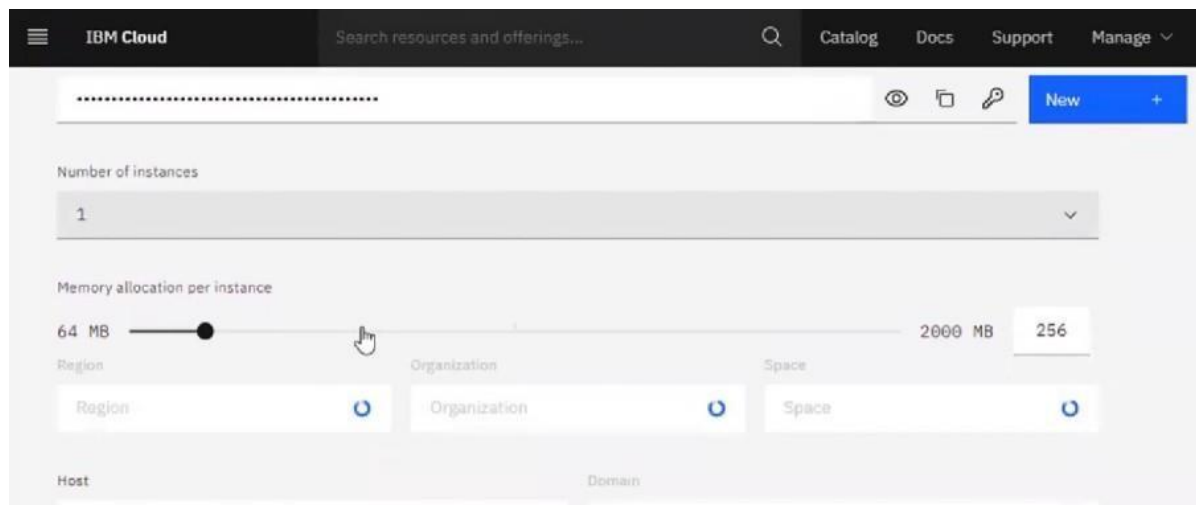 IBM Cloud Search resources and offerings... Catalog Docs Support Manage
•••••••••••••••••••••••••••••••••••••••••••• New +
Number of instances
1
Memory allocation per instance
64 MB 2000 MB 256
Region Organization Space
Region Organization Space
Host Domain